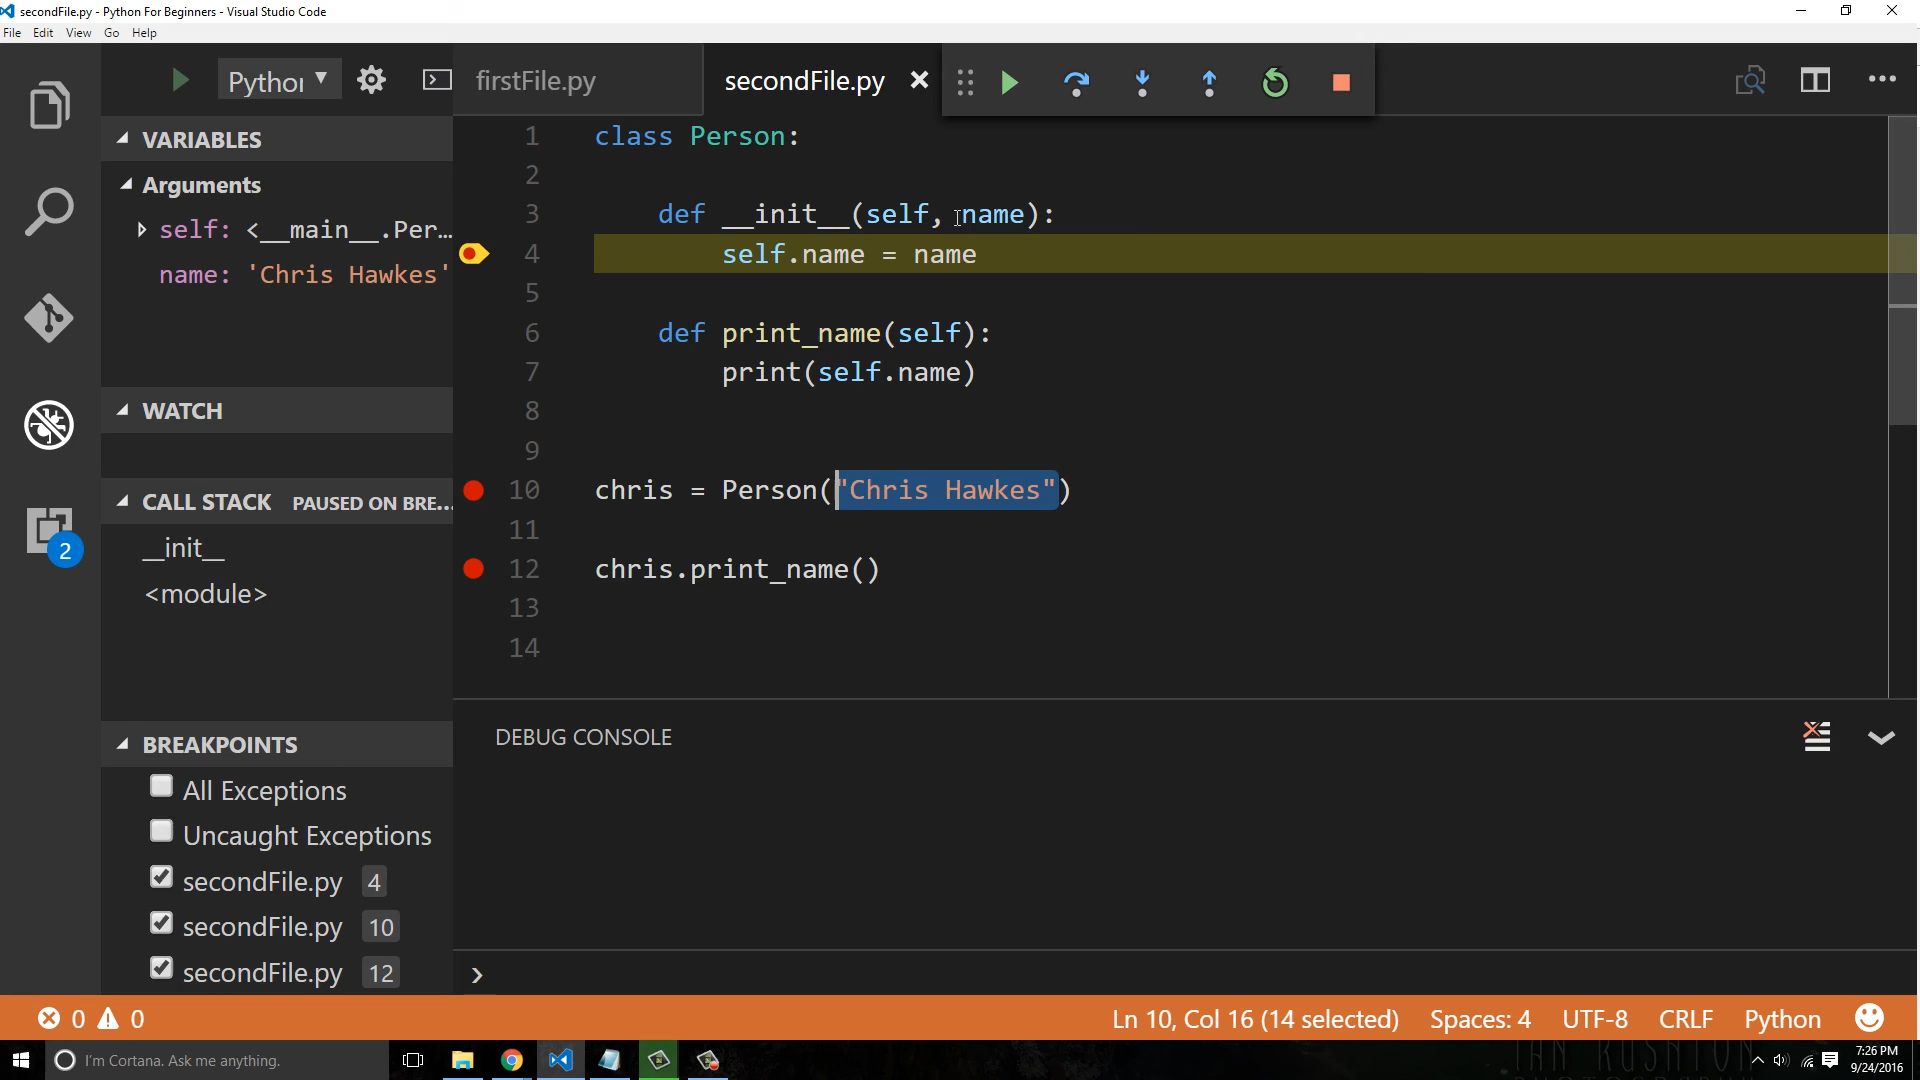 secondFile.py - Python For Beginners - Visual Studio Code
File Edit View Go Help
Python
firstFile.py
secondFile.py
VARIABLES
Arguments
self: <__main__.Per...
name: 'Chris Hawkes'
WATCH
CALL STACK PAUSED ON BRE...
__init__
<module>
BREAKPOINTS
All Exceptions
Uncaught Exceptions
secondFile.py 4
secondFile.py 10
secondFile.py 12
1 class Person:
2
3 def __init__(self, name):
4 self.name = name
5
6 def print_name(self):
7 print(self.name)
8
9
10 chris = Person("Chris Hawkes")
11
12 chris.print_name()
13
14
DEBUG CONSOLE
2
0 0
Ln 10, Col 16 (14 selected) Spaces: 4 UTF-8 CRLF Python
I'm Cortana. Ask me anything.
IAN RUSHTON
7:26 PM
9/24/2016